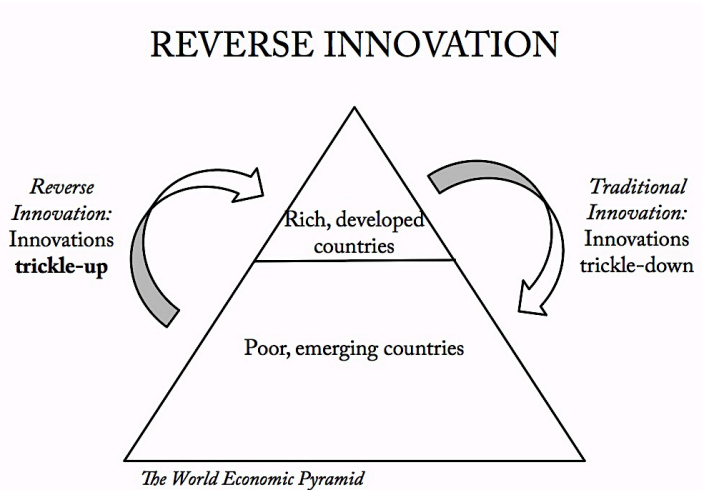 REVERSE INNOVATION
Reverse
Innovation:
Innovations
trickle-up
Rich, developed
countries
Traditional
Innovation:
Innovations
trickle-down
Poor, emerging countries
The World Economic Pyramid